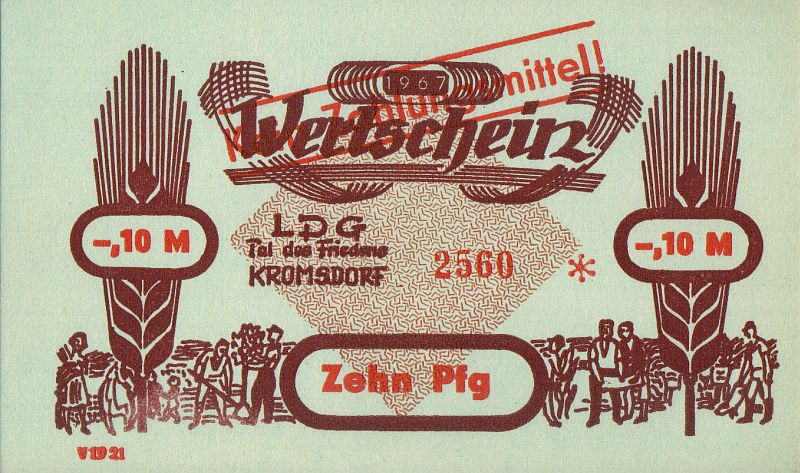 1967
Kein Zahlungsmittel!
Wertschein
–,10 M
LDG
Tal des Friedens
KROMSDORF
2560 *
–,10 M
Zehn Pfg
V 19 21